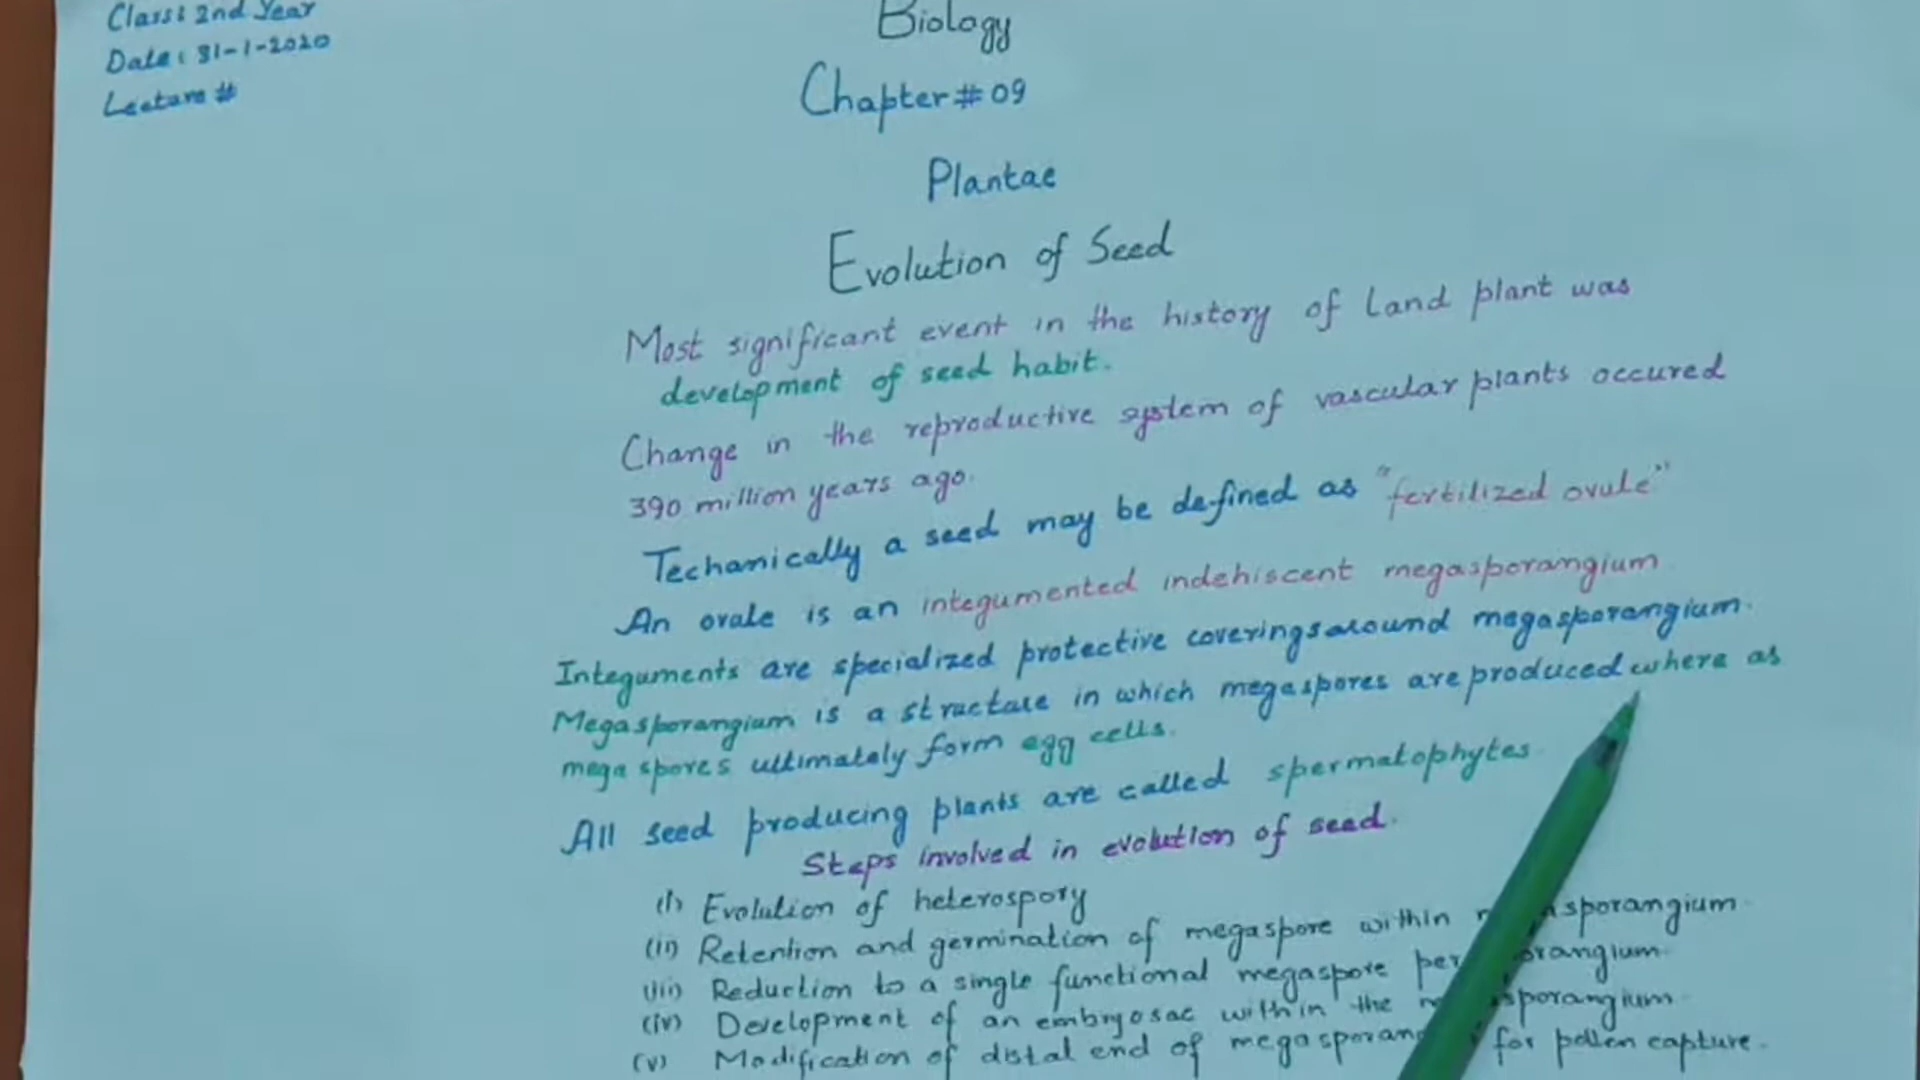 Class: 2nd Year
Date: 31-1-2020
Lecture #
Biology
Chapter # 09
Plantae
Evolution of Seed
Most significant event in the history of land plant was
development of seed habit.
Change in the reproductive system of vascular plants occured
390 million years ago.
Techanically a seed may be defined as "fertilized ovule"
An ovule is an integumented indehiscent megasporangium
Integuments are specialized protective coverings around megasporangium.
Megasporangium is a structure in which megaspores are produced where as
mega spores ultimately form egg cells.
All seed producing plants are called spermatophytes
Steps involved in evolution of seed.
(i) Evolution of heterospory
(ii) Retention and germination of megaspore within sporangium
(iii) Reduction to a single functional megaspore per
(iv) Development of an embryosac within the sporangium
(v) Modification of distal end of for pollen capture.